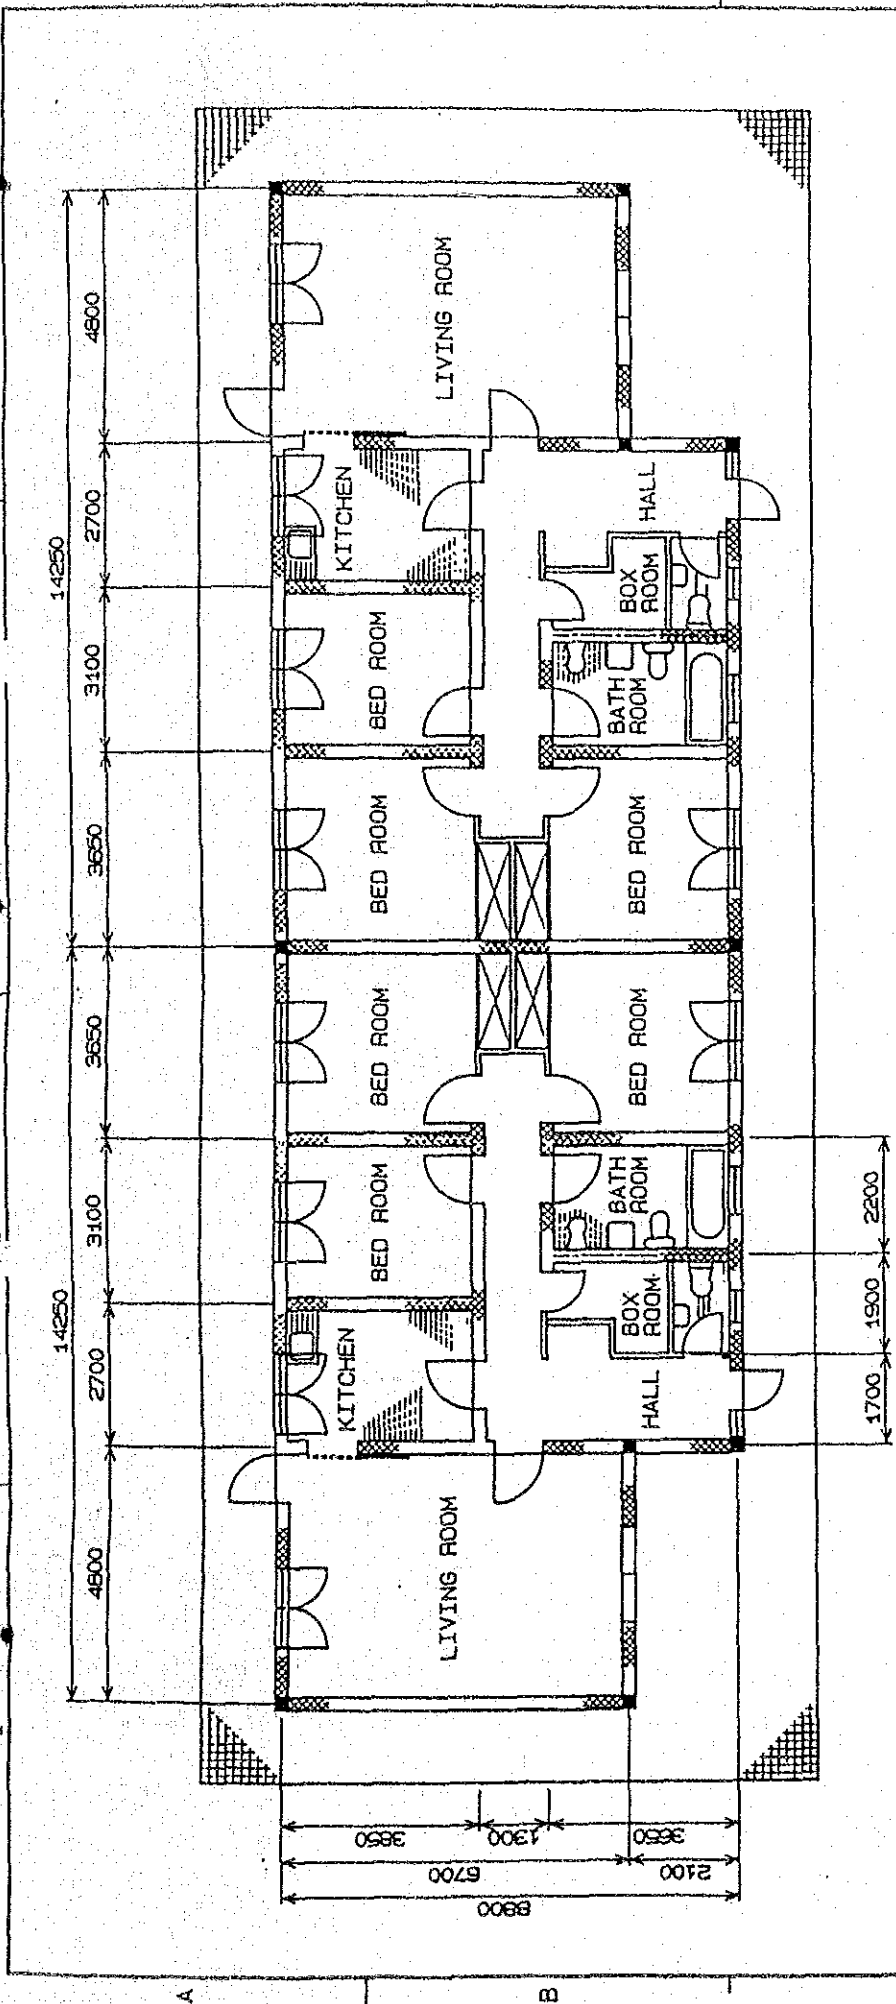 A
14250
14250
4800
2700
3100
3650
3650
3100
2700
4800
KITCHEN
BED ROOM
BED ROOM
BED ROOM
BED ROOM
KITCHEN
LIVING ROOM
LIVING ROOM
3850
1300
3650
6700
2100
8800
B
HALL
BOX
ROOM
BATH
ROOM
BED ROOM
BED ROOM
BATH
ROOM
BOX
ROOM
HALL
1700
1900
2200